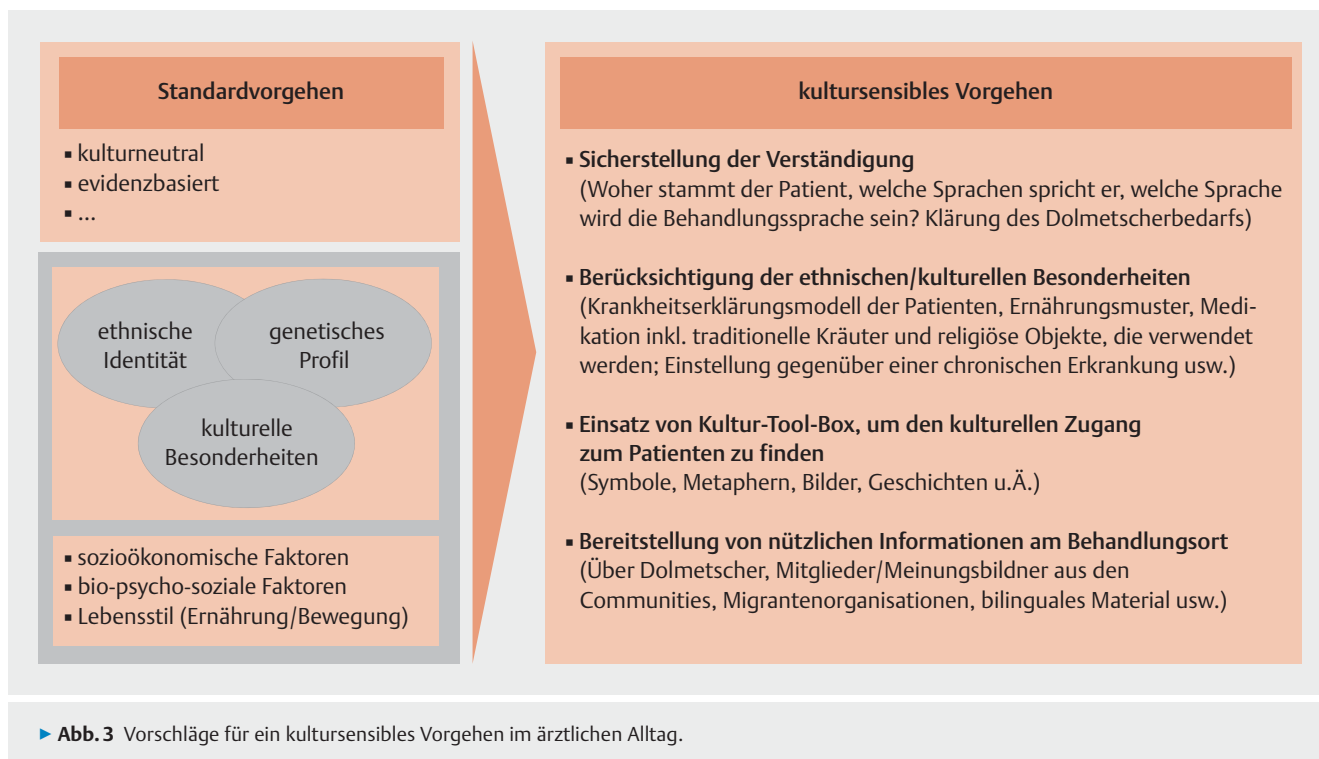 Standardvorgehen
▪ kulturneutral
▪ evidenzbasiert
▪ ...
ethnische
Identität
genetisches
Profil
kulturelle
Besonderheiten
▪ sozioökonomische Faktoren
▪ bio-psycho-soziale Faktoren
▪ Lebensstil (Ernährung/Bewegung)
kultursensibles Vorgehen
▪ Sicherstellung der Verständigung
(Woher stammt der Patient, welche Sprachen spricht er, welche Sprache
wird die Behandlungssprache sein? Klärung des Dolmetscherbedarfs)
▪ Berücksichtigung der ethnischen/kulturellen Besonderheiten
(Krankheitserklärungsmodell der Patienten, Ernährungsmuster, Medi-
kation inkl. traditionelle Kräuter und religiöse Objekte, die verwendet
werden; Einstellung gegenüber einer chronischen Erkrankung usw.)
▪ Einsatz von Kultur-Tool-Box, um den kulturellen Zugang
zum Patienten zu finden
(Symbole, Metaphern, Bilder, Geschichten u.Ä.)
▪ Bereitstellung von nützlichen Informationen am Behandlungsort
(Über Dolmetscher, Mitglieder/Meinungsbildner aus den
Communities, Migrantenorganisationen, bilinguales Material usw.)
▶ Abb. 3 Vorschläge für ein kultursensibles Vorgehen im ärztlichen Alltag.